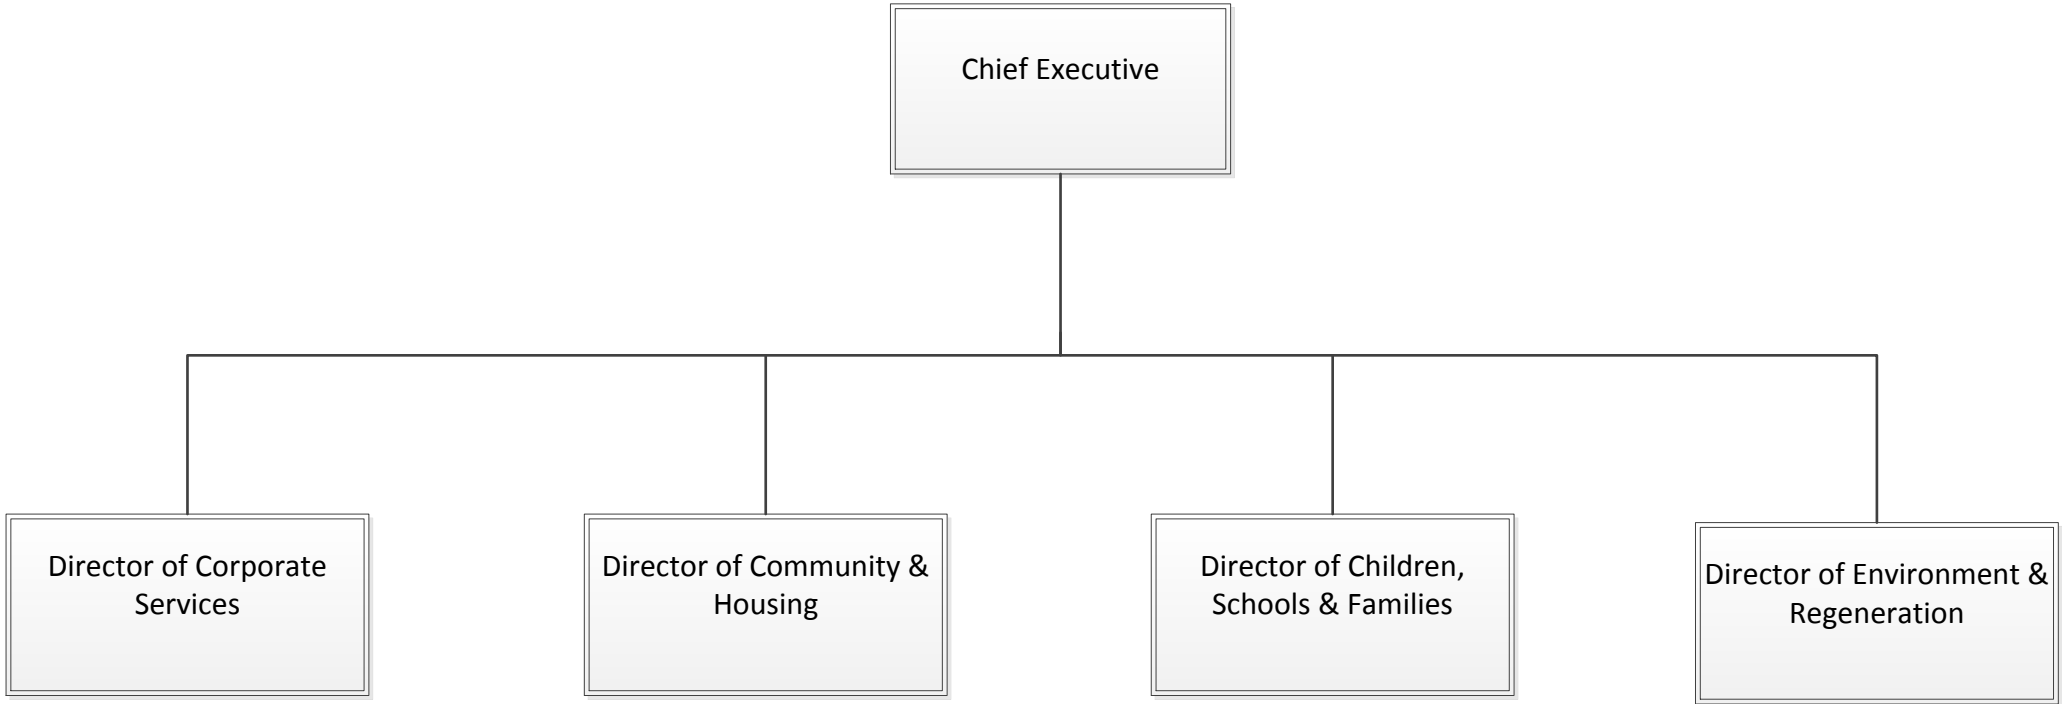 Chief Executive
Director of Corporate
Services
Director of Community &
Housing
Director of Children,
Schools & Families
Director of Environment &
Regeneration